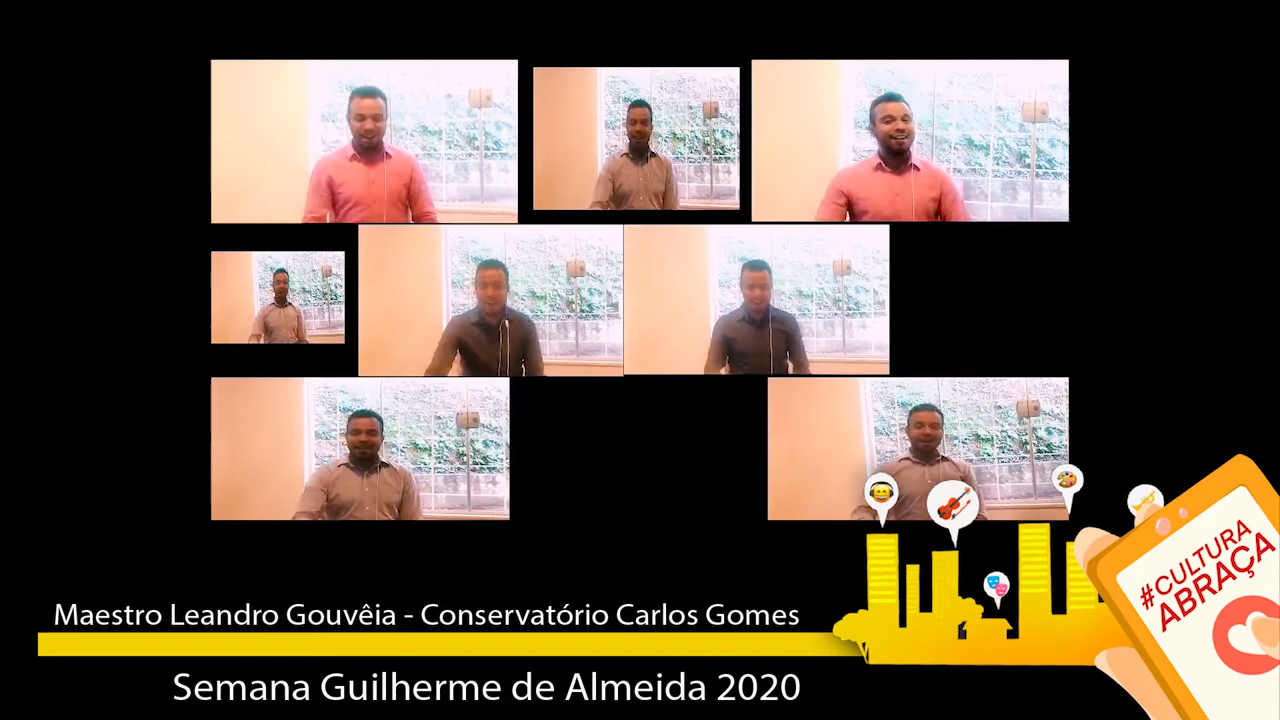 Maestro Leandro Gouvêia - Conservatório Carlos Gomes
Semana Guilherme de Almeida 2020
#CULTURA
ABRAÇA